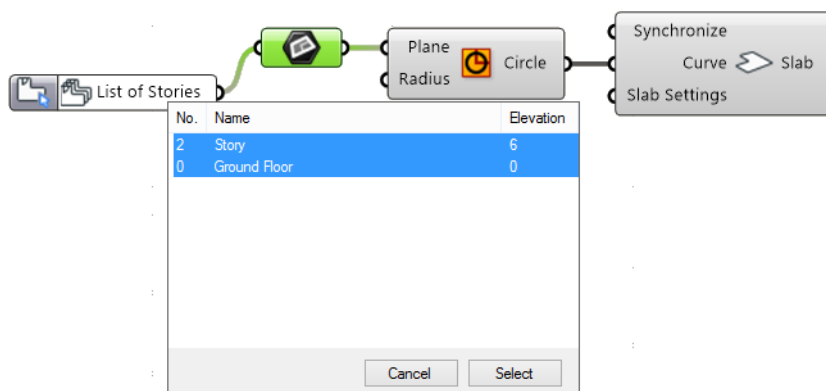 Plane
Radius
Circle
Synchronize
Curve
Slab
Slab Settings
List of Stories
No. Name Elevation
2 Story 6
0 Ground Floor 0
Cancel Select